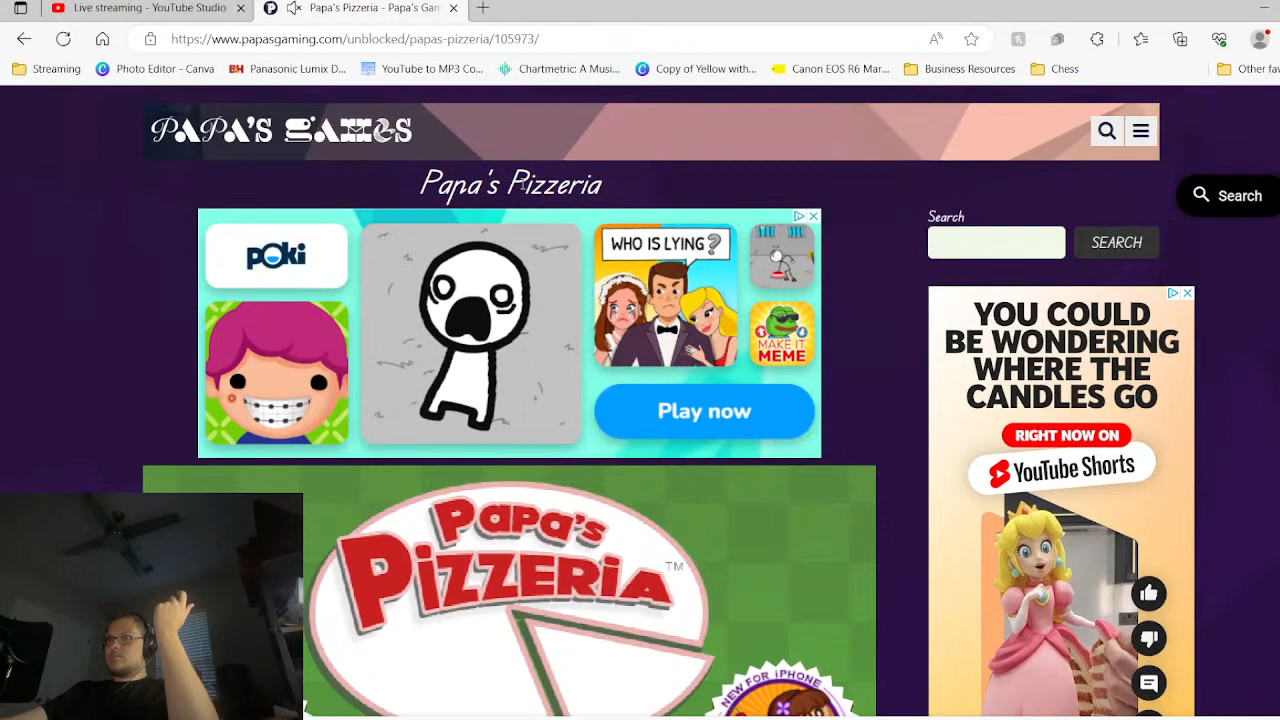 Live streaming - YouTube Studio
Papa's Pizzeria - Papa's Gam
https://www.papasgaming.com/unblocked/papas-pizzeria/105973/
Streaming
Photo Editor - Canva
Panasonic Lumix D...
YouTube to MP3 Co...
Chartmetric: A Musi...
Copy of Yellow with...
Canon EOS R6 Mar...
Business Resources
Chess
Other fa
PAPA'S GAMES
Papa's Pizzeria
Search
Search
SEARCH
poki
WHO IS LYING?
MAKE IT
MEME
Play now
YOU COULD
BE WONDERING
WHERE THE
CANDLES GO
RIGHT NOW ON
YouTube Shorts
Papa's
Pizzeria
TM
NEW FOR iPHONE